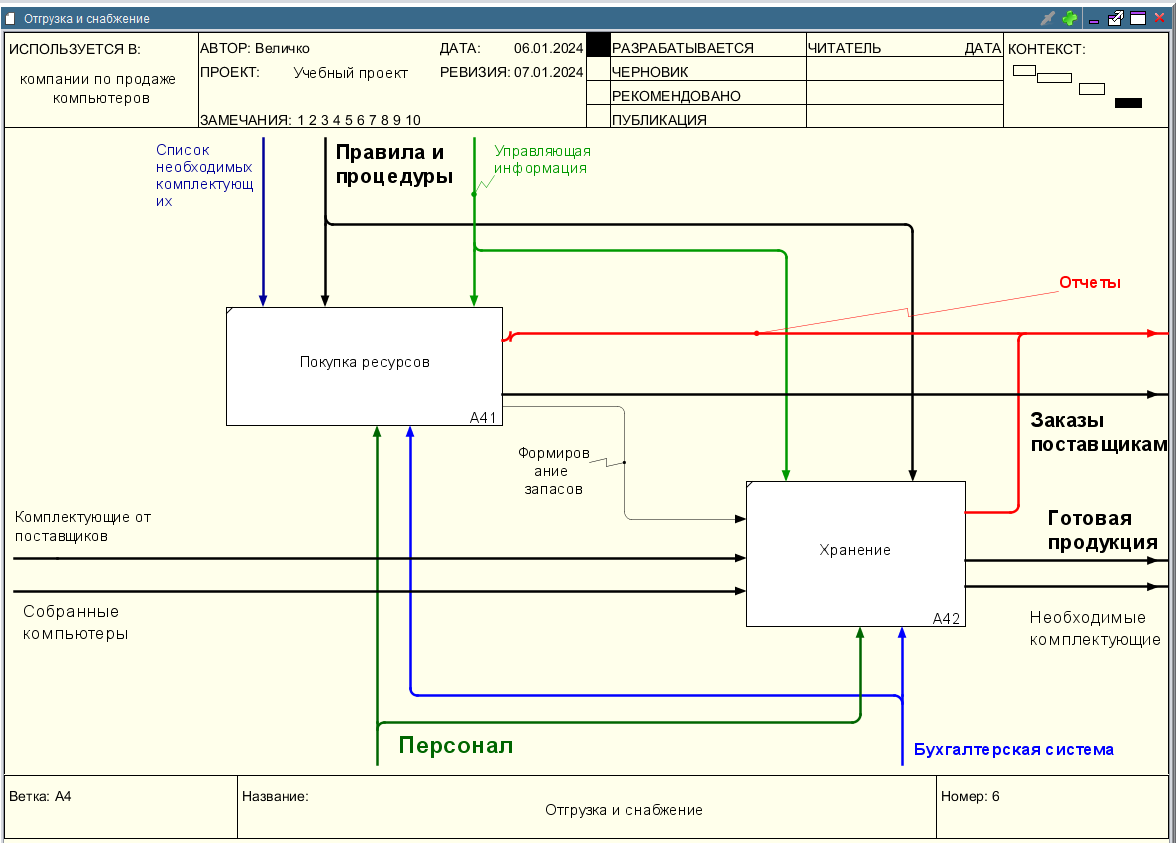 Отгрузка и снабжение
ИСПОЛЬЗУЕТСЯ В:
компании по продаже
компьютеров
АВТОР: Величко
ДАТА: 06.01.2024
ПРОЕКТ: Учебный проект
РЕВИЗИЯ: 07.01.2024
ЗАМЕЧАНИЯ: 1 2 3 4 5 6 7 8 9 10
РАЗРАБАТЫВАЕТСЯ
ЧЕРНОВИК
РЕКОМЕНДОВАНО
ПУБЛИКАЦИЯ
ЧИТАТЕЛЬ ДАТА
КОНТЕКСТ:
Список
необходимых
комплектующ
их
Правила и
процедуры
Управляющая
информация
Отчеты
Покупка ресурсов
A41
Заказы
поставщикам
Формиров
ание
запасов
Комплектующие от
поставщиков
Готовая
продукция
Хранение
A42
Собранные
компьютеры
Необходимые
комплектующие
Персонал
Бухгалтерская система
Ветка: A4
Название:
Отгрузка и снабжение
Номер: 6